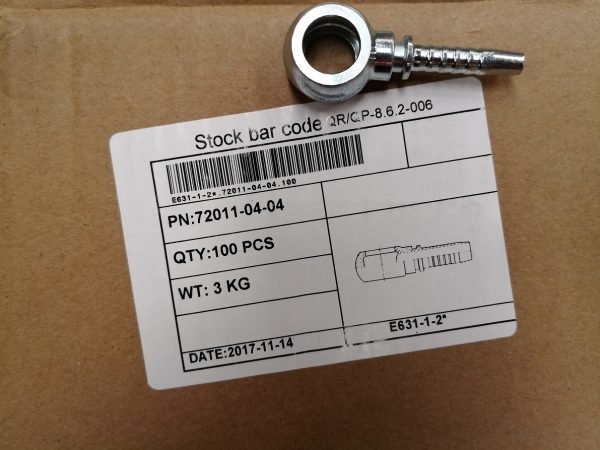 Stock bar code QR/QP-8.6.2-006
E631-1-2*.72011-04-04.100
PN:72011-04-04
QTY:100 PCS
WT: 3 KG
E631-1-2*
DATE:2017-11-14